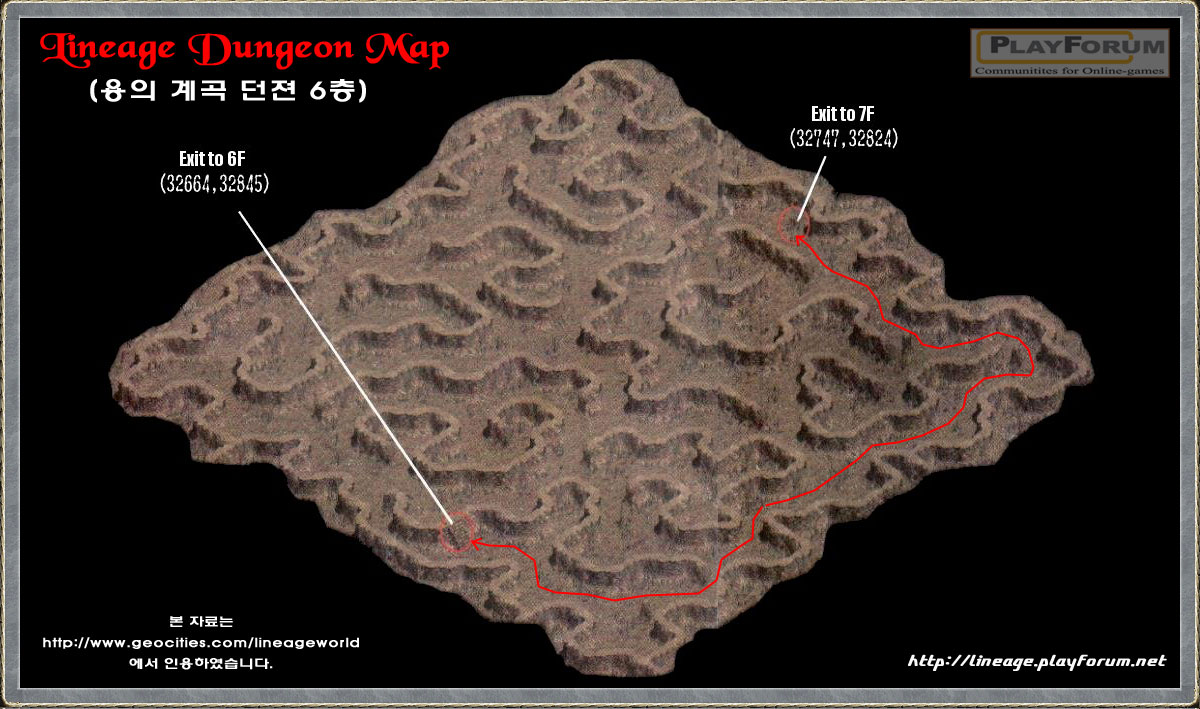 Lineage Dungeon Map
(용의 계곡 던젼 6층)
PLAYFORUM
Communitites for Online-games
Exit to 7F
(32747,32824)
Exit to 6F
(32664,32845)
본 자료는
http://www.geocities.com/lineageworld
에서 인용하였습니다.
http://lineage.playforum.net